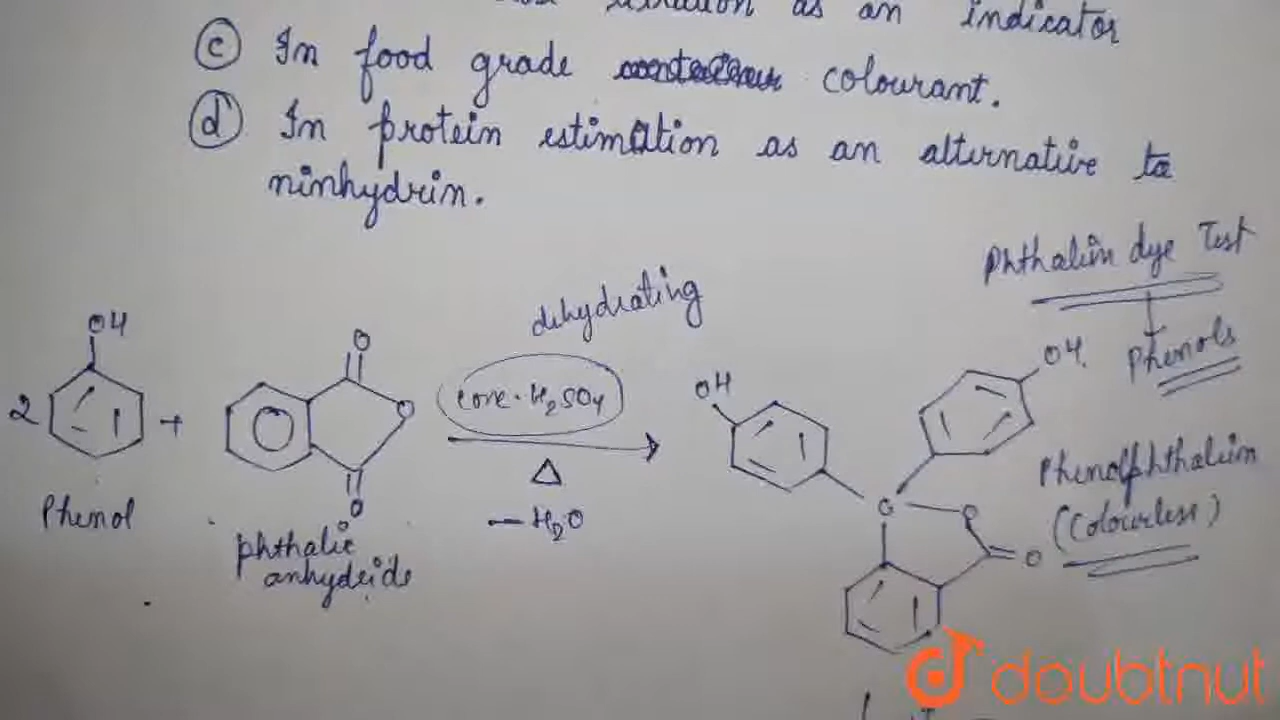 titration as an indicator
(c) In food grade colourant.
(d) In protein estimation as an alternative to
ninhydrin.
Phthalein dye Test
Phenols
dehydrating
OH
2
+
Phenol
O
O
O
phthalic
anhydride
conc. H2SO4
Δ
- H2O
OH
OH
C
O
O
Phenolphthalein
(Colourless)
doubtnut